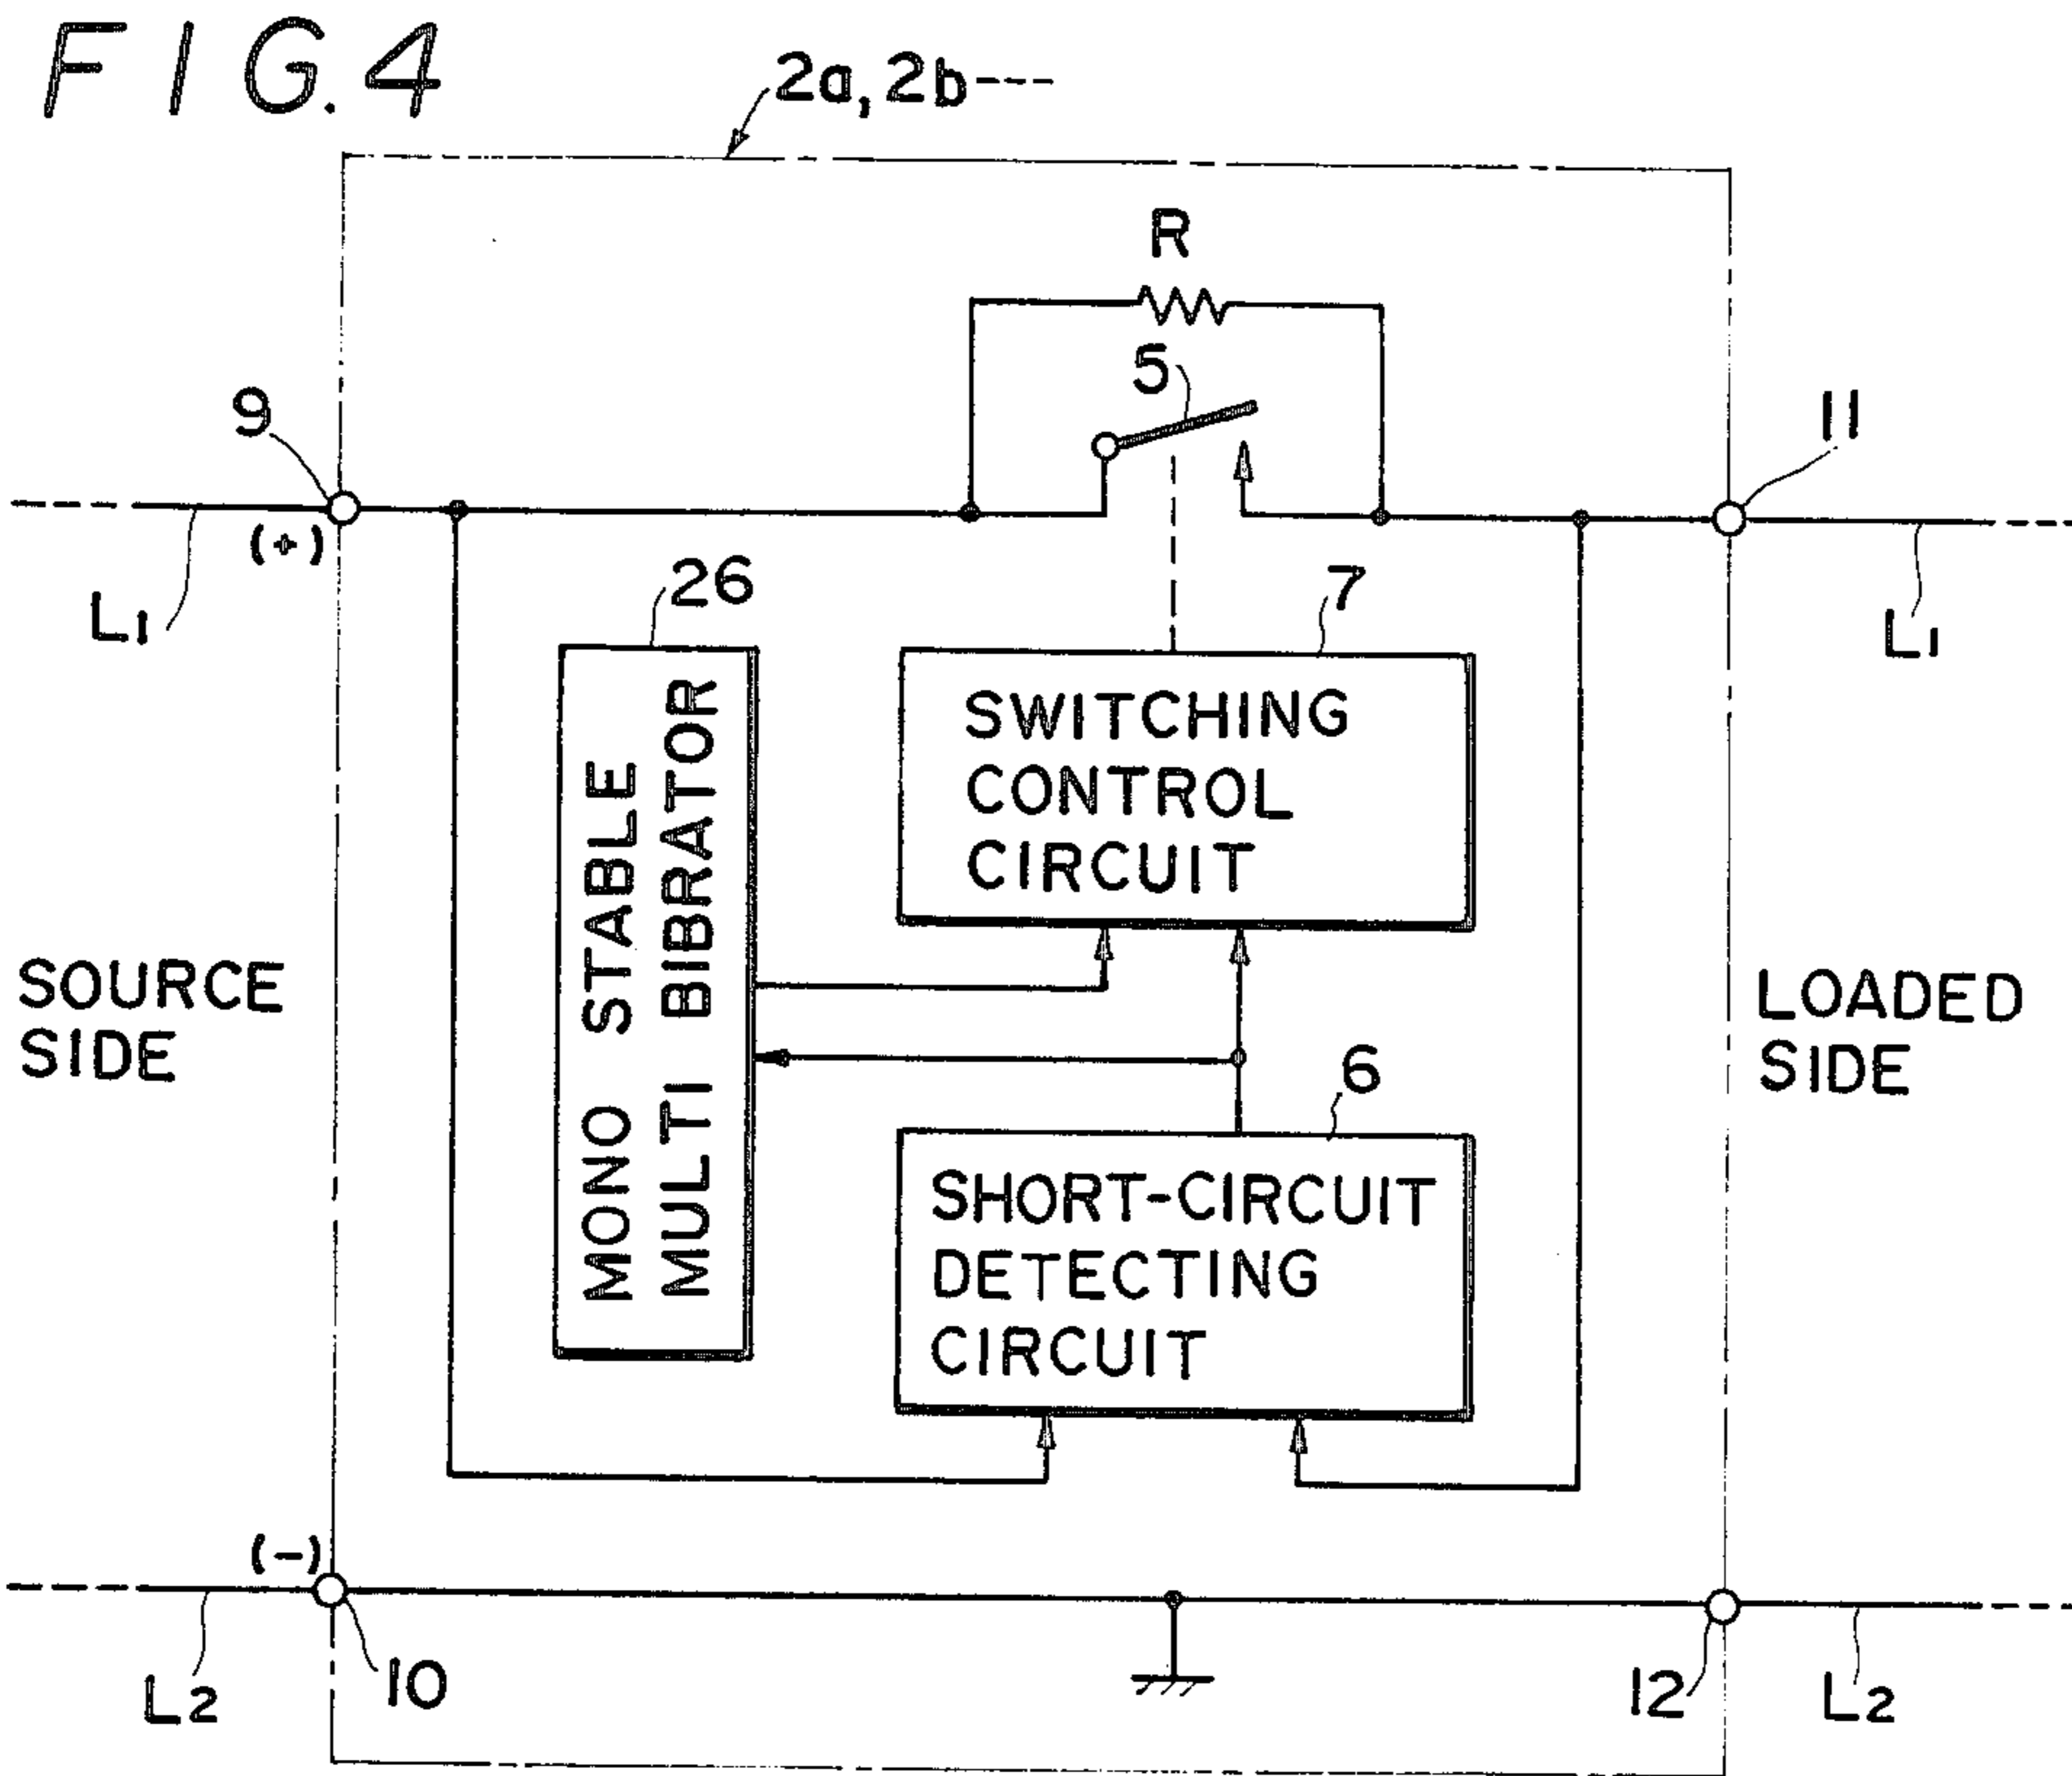 FIG. 4
2a, 2b---
R
5
9
11
(+)
L1
L1
26
7
MONO STABLE
MULTI BIBRATOR
SWITCHING
CONTROL
CIRCUIT
SOURCE
SIDE
LOADED
SIDE
6
SHORT-CIRCUIT
DETECTING
CIRCUIT
(-)
10
12
L2
L2